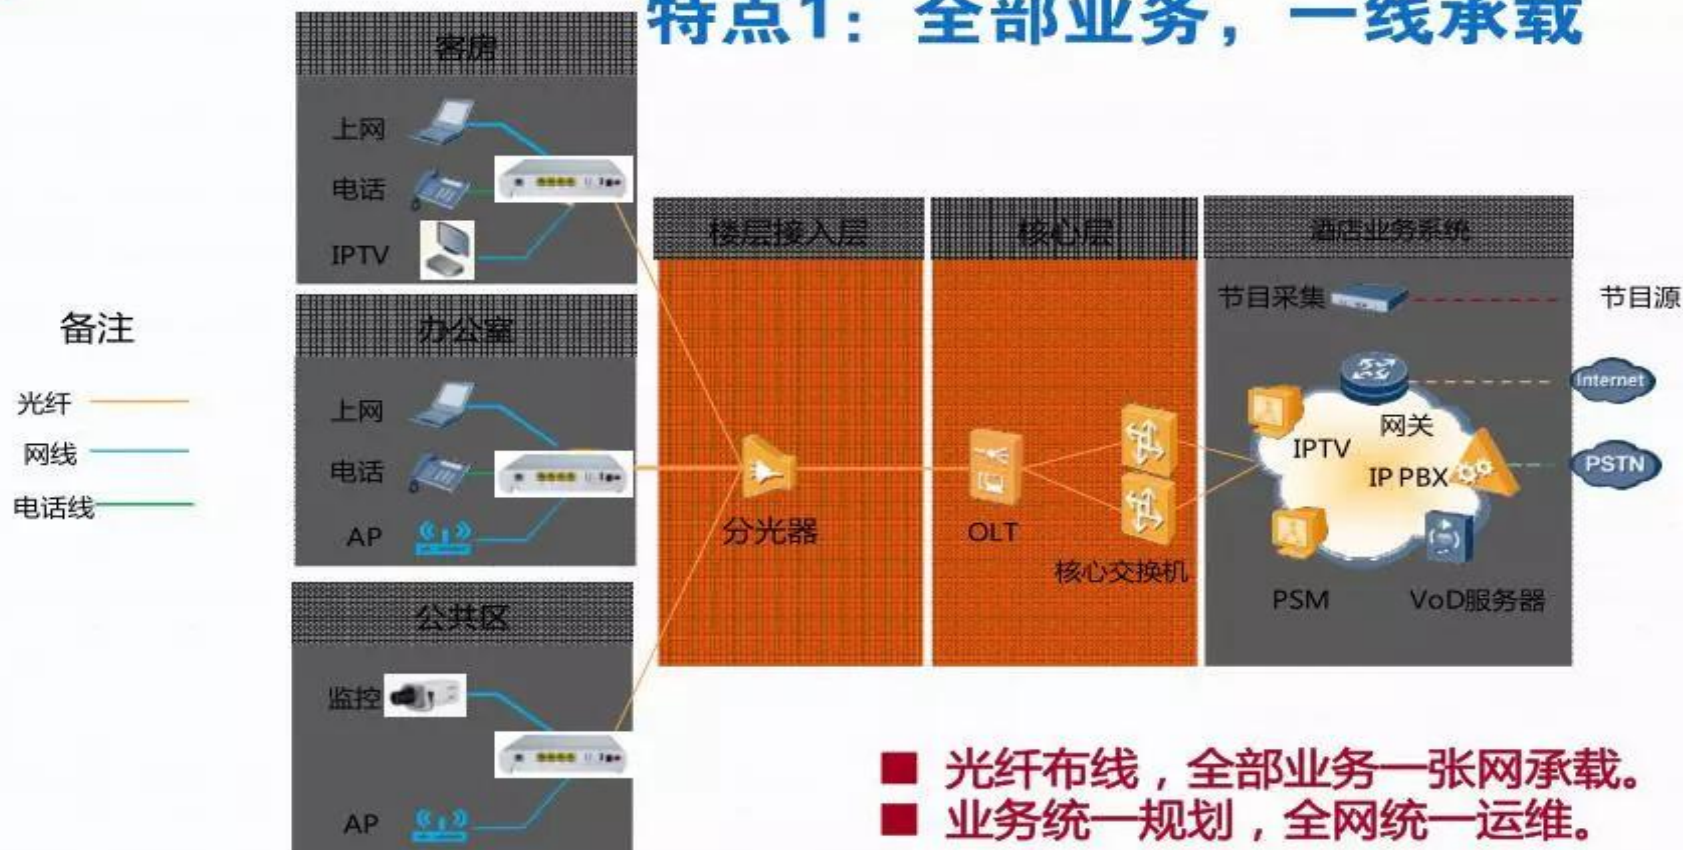 特点1：全部业务，一线承载
客房
上网
电话
IPTV
办公室
上网
电话
AP
公共区
监控
AP
备注
光纤
网线
电话线
楼层接入层
分光器
核心层
OLT
核心交换机
酒店业务系统
节目采集
节目源
Internet
网关
IPTV
IP PBX
PSTN
PSM
VoD服务器
■ 光纤布线，全部业务一张网承载。
■ 业务统一规划，全网统一运维。